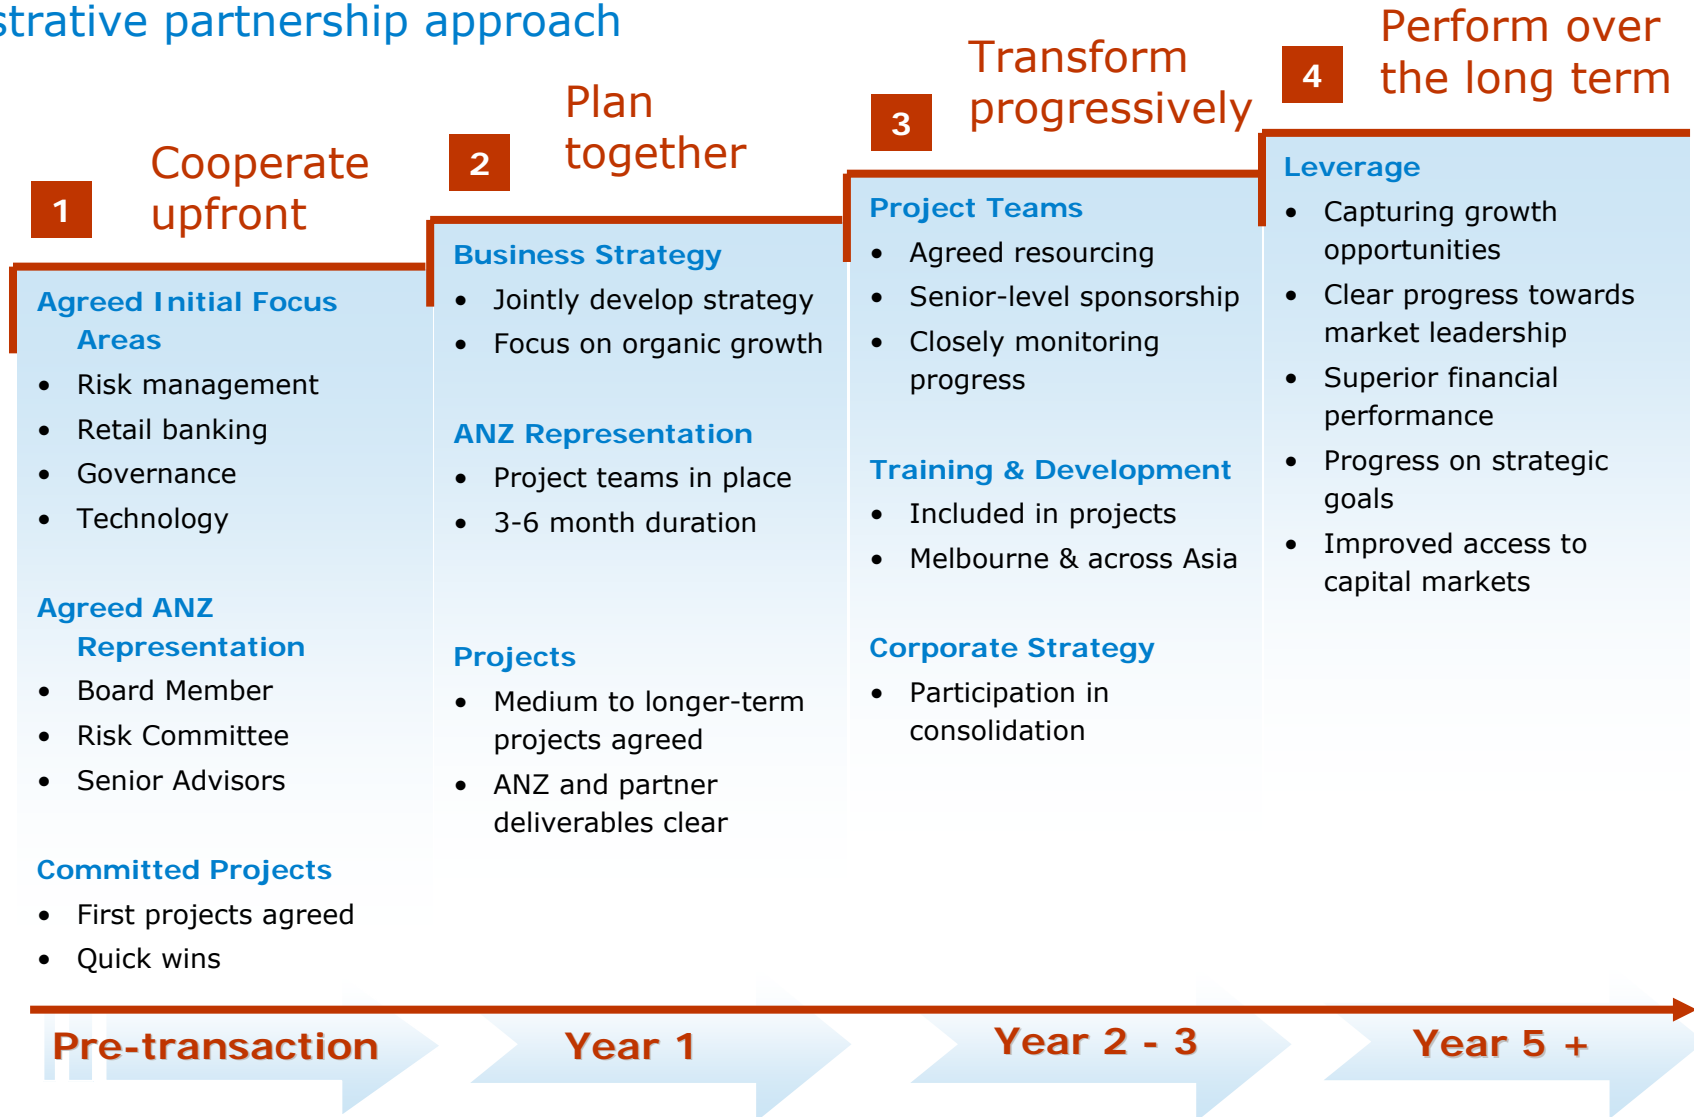 partnership approach
1
Cooperate
upfront
Agreed Initial Focus
Areas
• Risk management
• Retail banking
• Governance
• Technology
Agreed ANZ
Representation
• Board Member
• Risk Committee
• Senior Advisors
Committed Projects
• First projects agreed
• Quick wins
2
Plan
together
Business Strategy
• Jointly develop strategy
• Focus on organic growth
ANZ Representation
• Project teams in place
• 3-6 month duration
Projects
• Medium to longer-term
projects agreed
• ANZ and partner
deliverables clear
3
Transform
progressively
Project Teams
• Agreed resourcing
• Senior-level sponsorship
• Closely monitoring
progress
Training & Development
• Included in projects
• Melbourne & across Asia
Corporate Strategy
• Participation in
consolidation
4
Perform over
the long term
Leverage
• Capturing growth
opportunities
• Clear progress towards
market leadership
• Superior financial
performance
• Progress on strategic
goals
• Improved access to
capital markets
Pre-transaction
Year 1
Year 2 - 3
Year 5 +